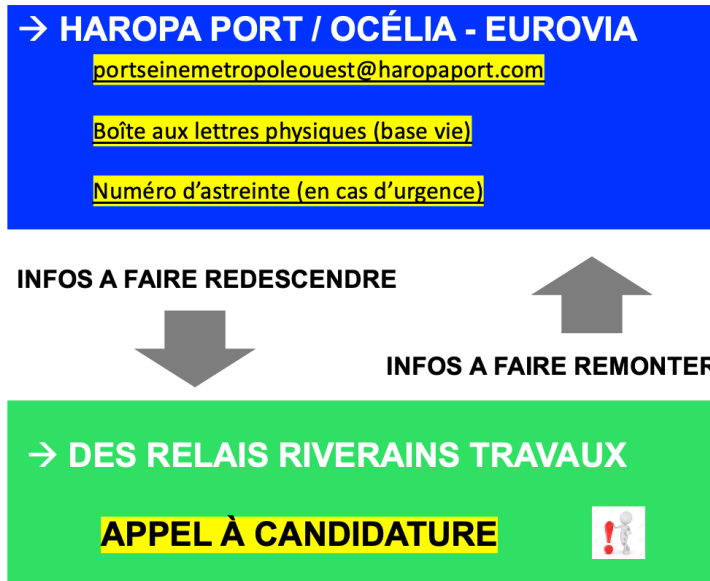 → HAROPA PORT / OCÉLIA - EUROVIA
portseinemetropoleouest@haropaport.com
Boîte aux lettres physiques (base vie)
Numéro d'astreinte (en cas d'urgence)
INFOS A FAIRE REDESCENDRE
INFOS A FAIRE REMONTER
→ DES RELAIS RIVERAINS TRAVAUX
APPEL À CANDIDATURE